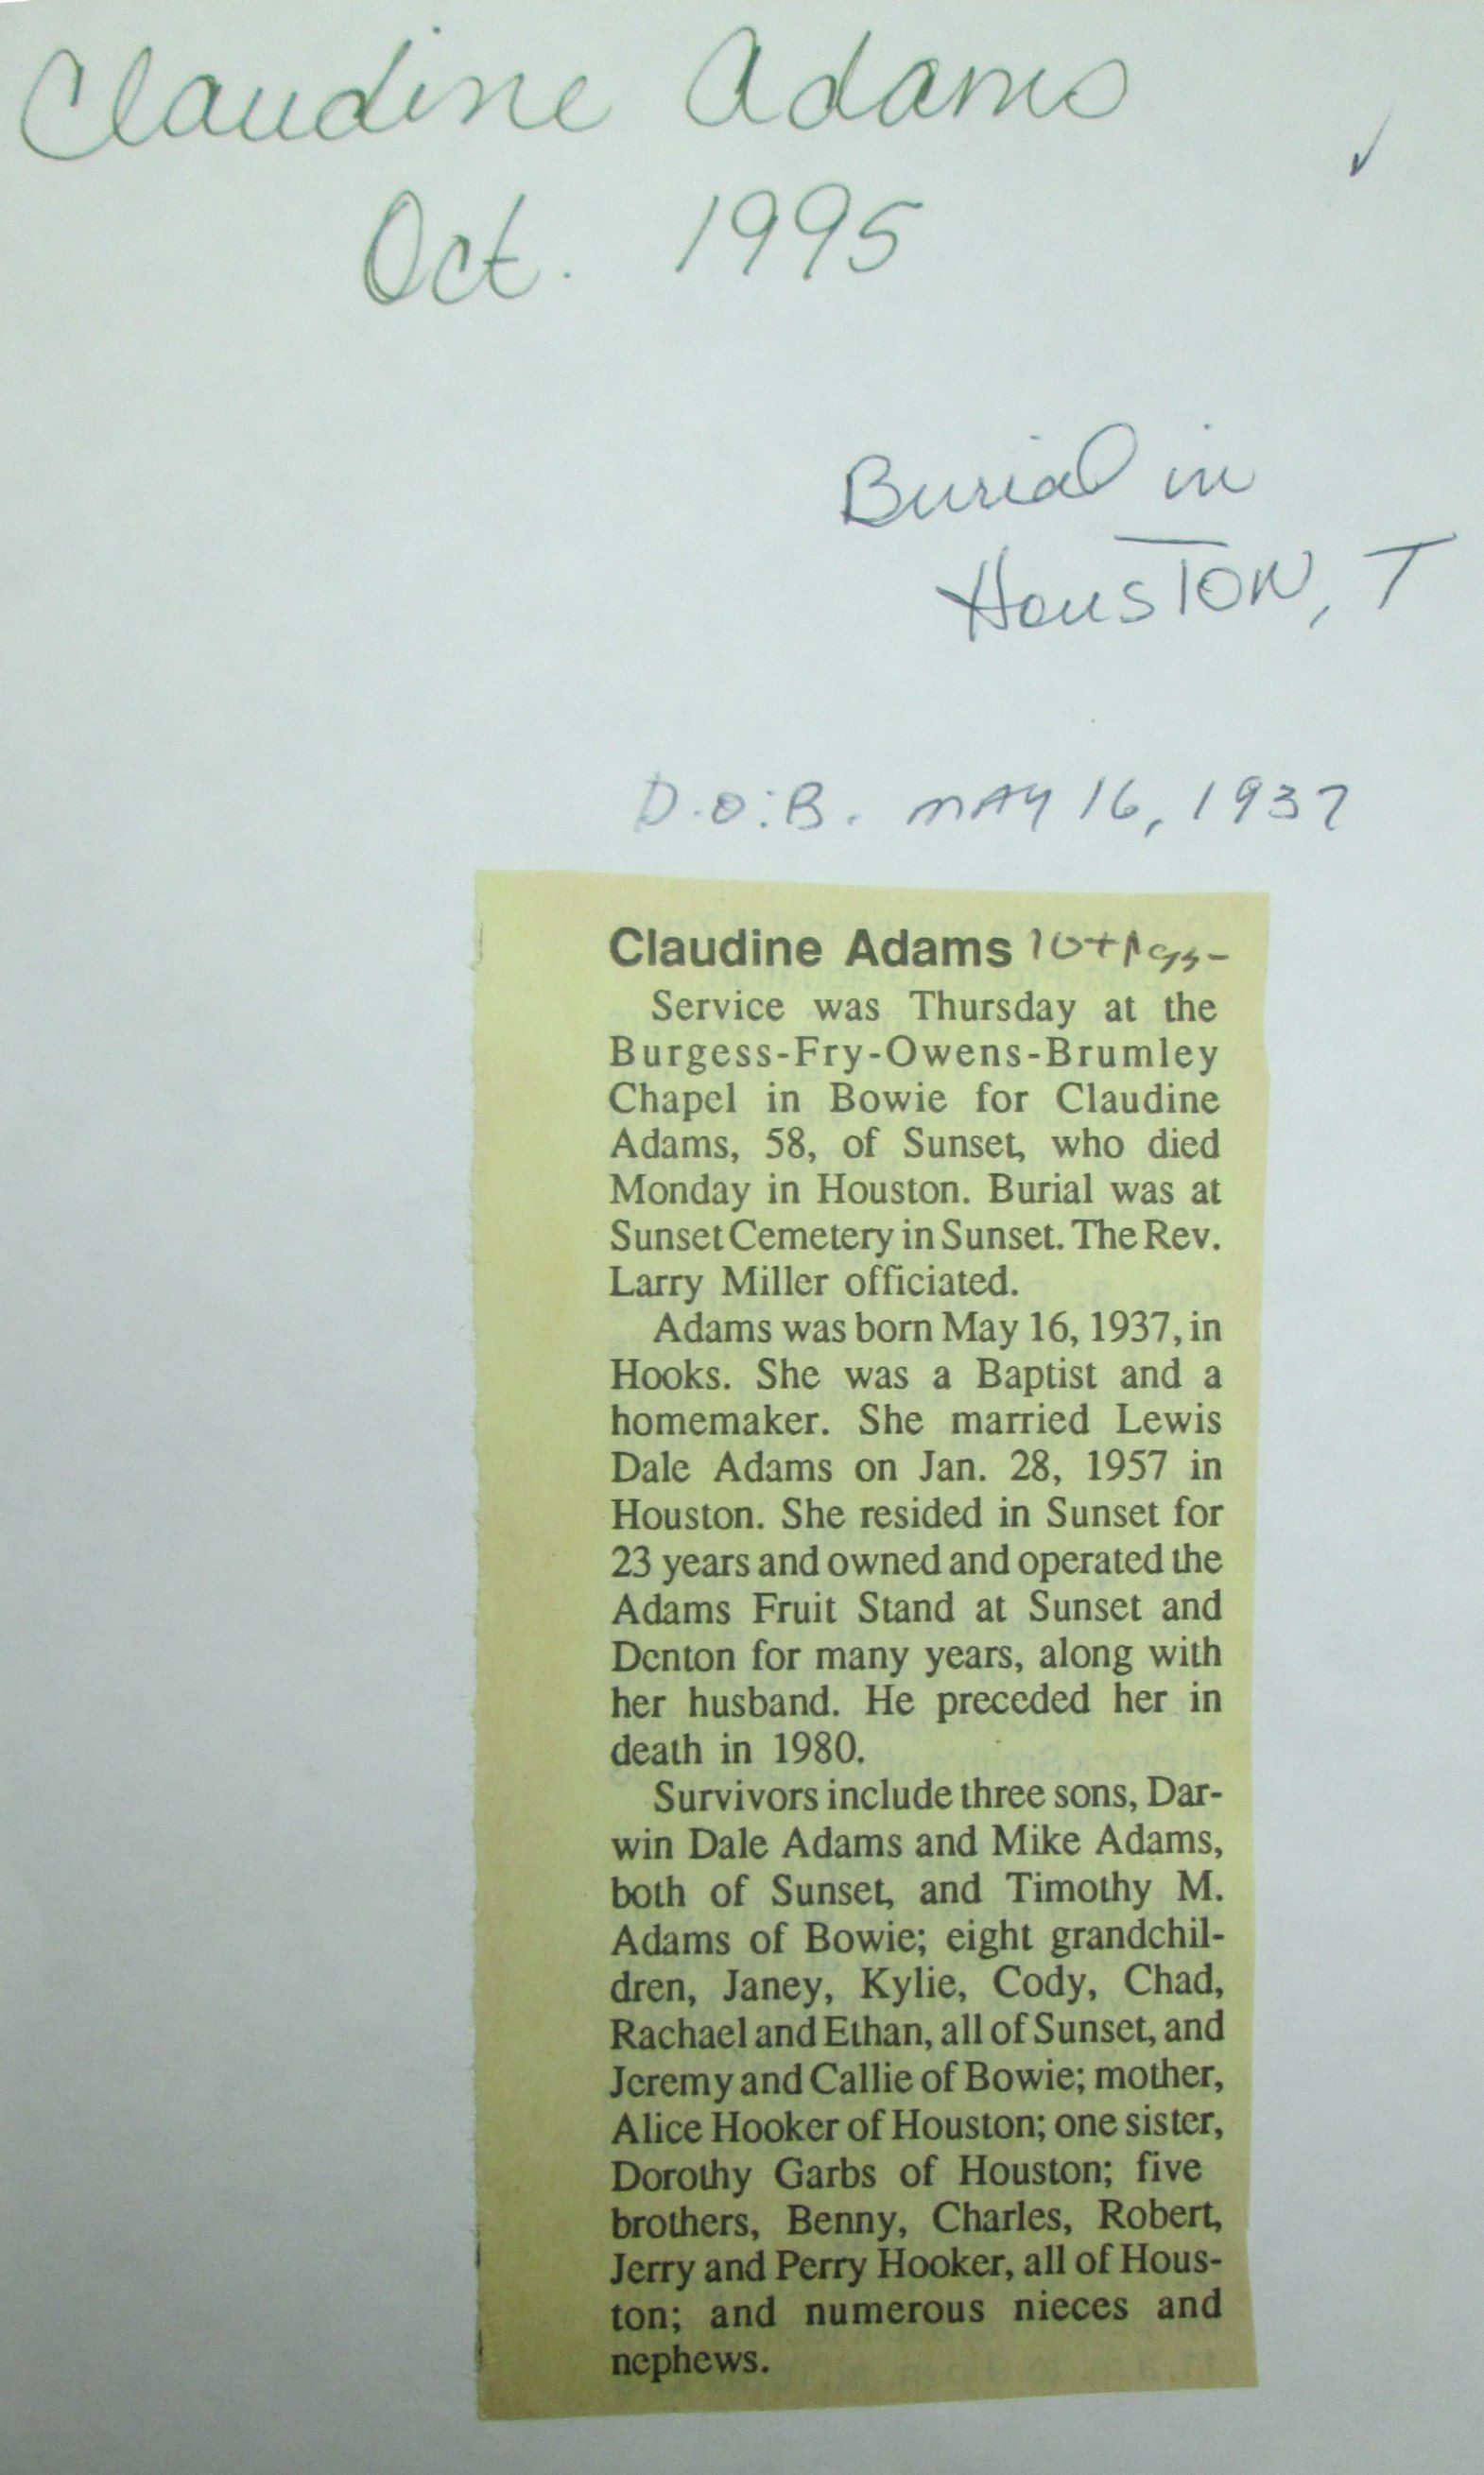 Claudine Adams
Oct. 1995
Burial in
Houston, T
D.O.B. MAY 16, 1937
Claudine Adams
Service was Thursday at the
Burgess-Fry-Owens-Brumley
Chapel in Bowie for Claudine
Adams, 58, of Sunset, who died
Monday in Houston. Burial was at
Sunset Cemetery in Sunset. The Rev.
Larry Miller officiated.
Adams was born May 16, 1937, in
Hooks. She was a Baptist and a
homemaker. She married Lewis
Dale Adams on Jan. 28, 1957 in
Houston. She resided in Sunset for
23 years and owned and operated the
Adams Fruit Stand at Sunset and
Denton for many years, along with
her husband. He preceded her in
death in 1980.
Survivors include three sons, Dar-
win Dale Adams and Mike Adams,
both of Sunset, and Timothy M.
Adams of Bowie; eight grandchil-
dren, Janey, Kylie, Cody, Chad,
Rachael and Ethan, all of Sunset, and
Jeremy and Callie of Bowie; mother,
Alice Hooker of Houston; one sister,
Dorothy Garbs of Houston; five
brothers, Benny, Charles, Robert,
Jerry and Perry Hooker, all of Hous-
ton; and numerous nieces and
nephews.